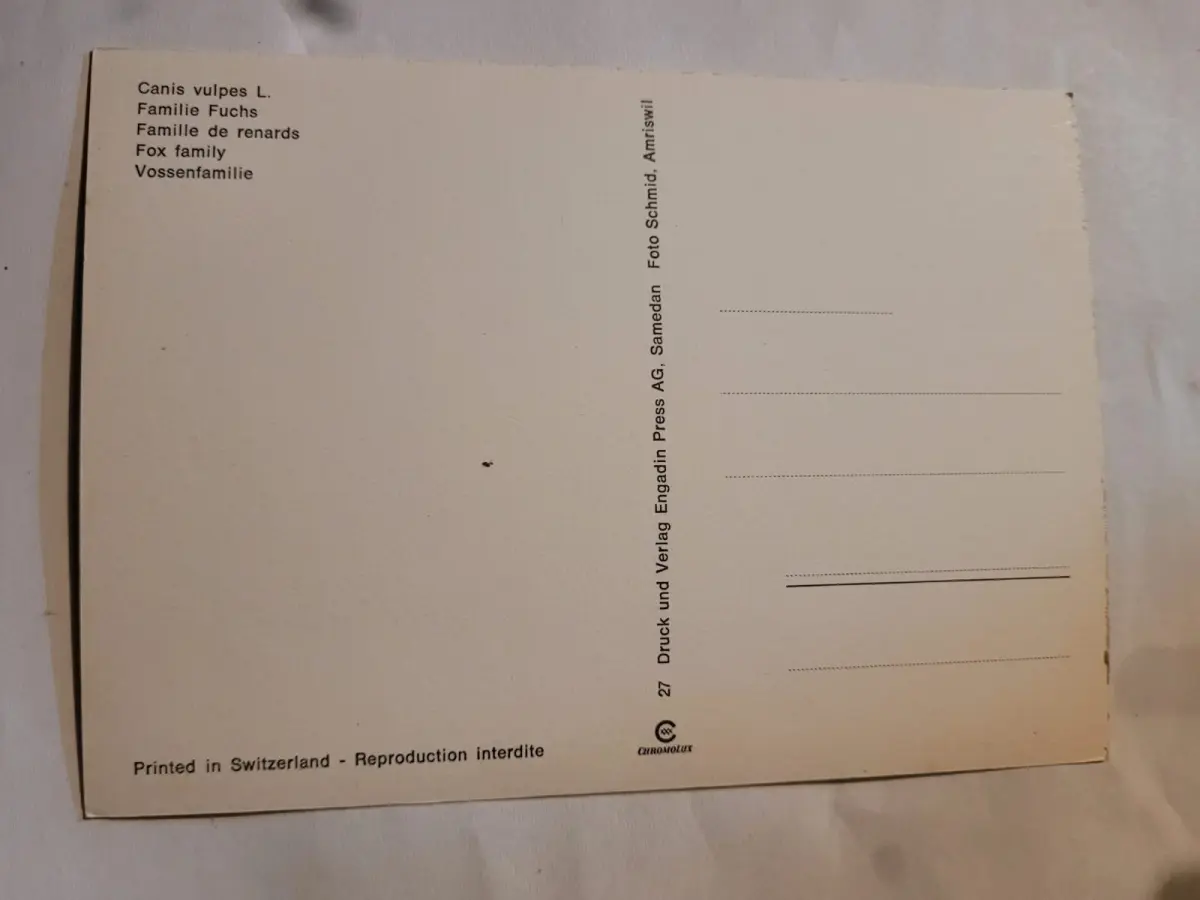 Canis vulpes L.
Familie Fuchs
Famille de renards
Fox family
Vossenfamilie
Printed in Switzerland - Reproduction interdite
27 Druck und Verlag Engadin Press AG, Samedan Foto Schmid, Amriswil
CHROMOLUX